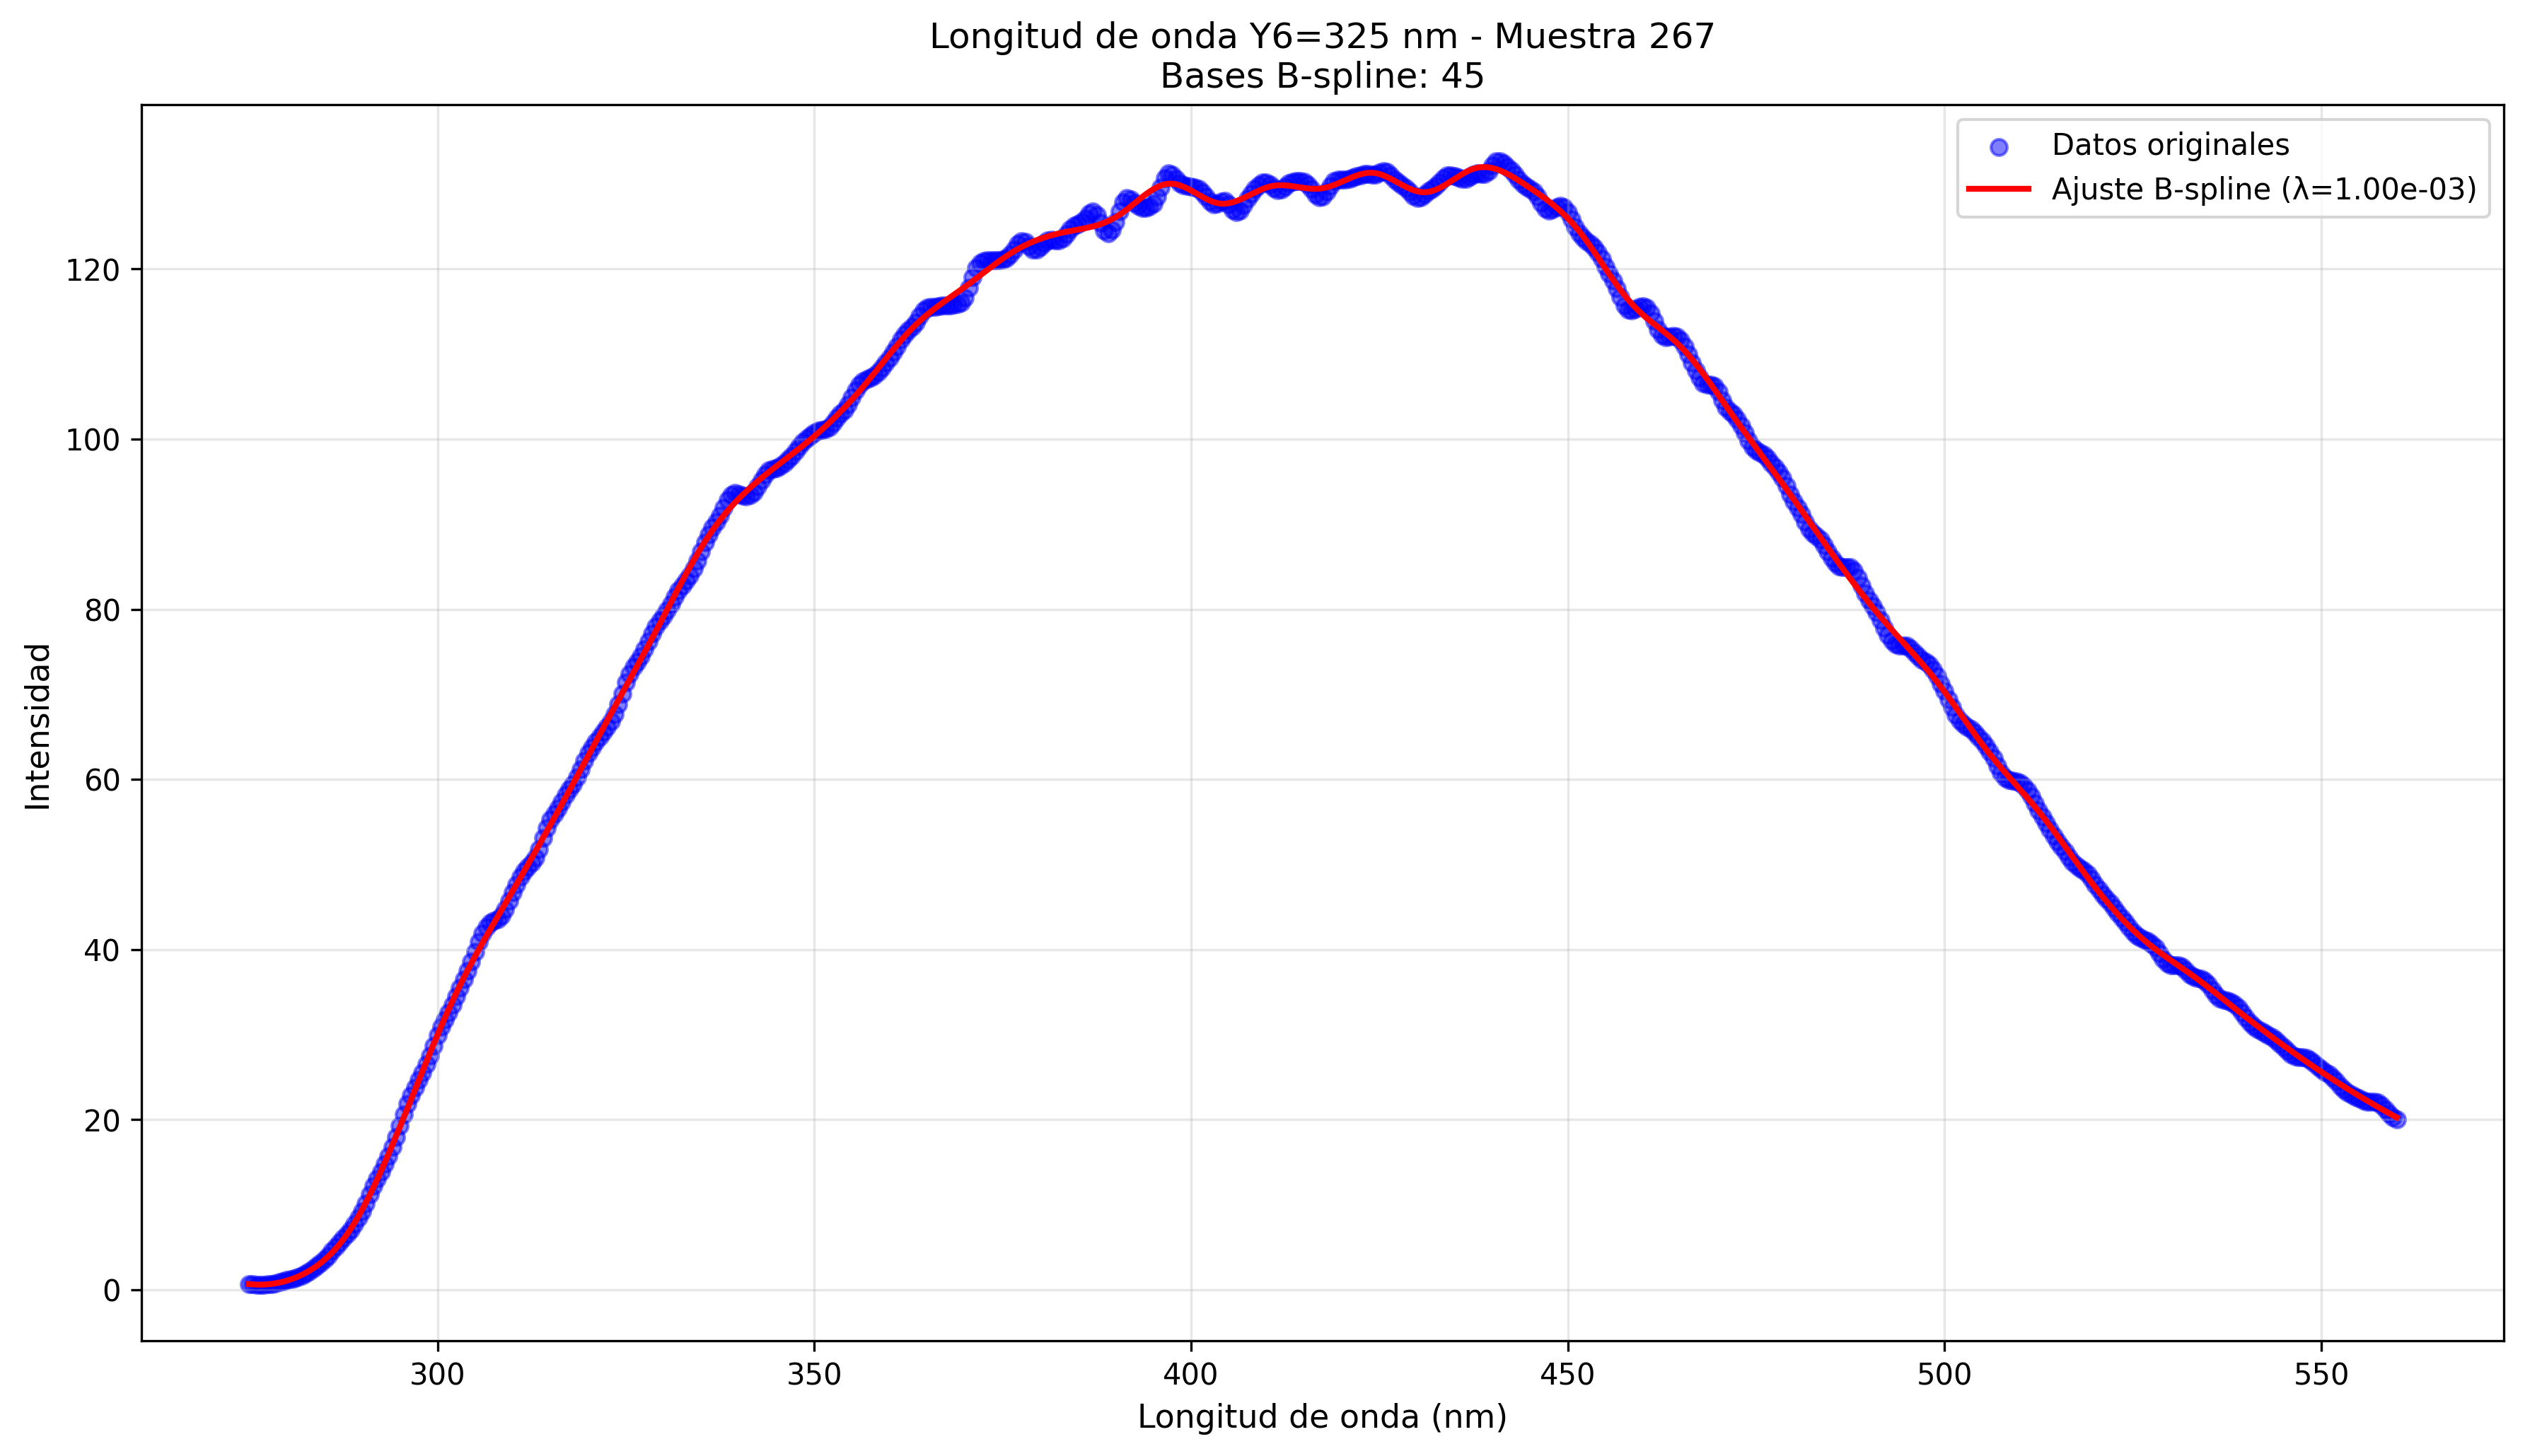 Longitud de onda Y6=325 nm - Muestra 267
Bases B-spline: 45
Datos originales
Ajuste B-spline (λ=1.00e-03)
Intensidad
120
100
80
60
40
20
0
300 350 400 450 500 550
Longitud de onda (nm)